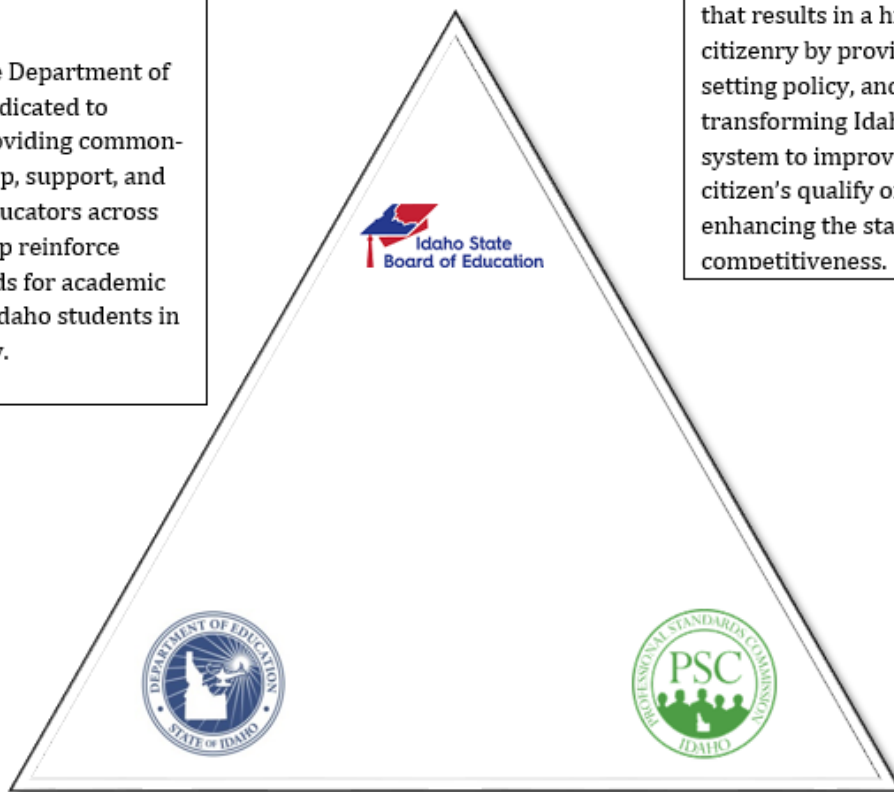 e Department of
dicated to
oviding common-
p, support, and
ucators across
p reinforce
ds for academic
daho students in
y.
that results in a hi
citizenry by provi
setting policy, and
transforming Idah
system to improv
citizen's qualify o
enhancing the sta
competitiveness.
Idaho State
Board of Education
DEPARTMENT OF EDUCATION
STATE OF IDAHO
PROFESSIONAL STANDARDS COMMISSION
PSC
IDAHO